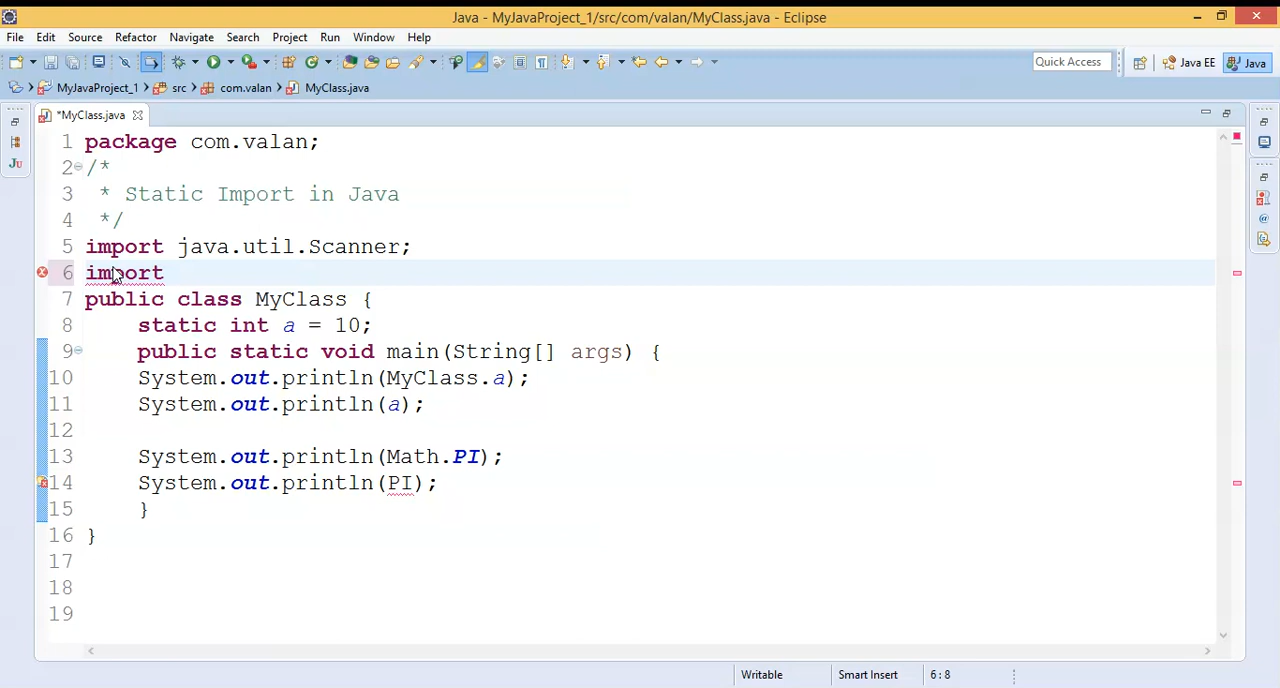 Java - MyJavaProject_1/src/com/valan/MyClass.java - Eclipse
File Edit Source Refactor Navigate Search Project Run Window Help
Quick Access Java EE Java
MyJavaProject_1 src com.valan MyClass.java
*MyClass.java
1 package com.valan;
2 /*
3 * Static Import in Java
4 */
5 import java.util.Scanner;
6 import
7 public class MyClass {
8 static int a = 10;
9 public static void main(String[] args) {
10 System.out.println(MyClass.a);
11 System.out.println(a);
12
13 System.out.println(Math.PI);
14 System.out.println(PI);
15 }
16 }
17
18
19
Writable Smart Insert 6 : 8